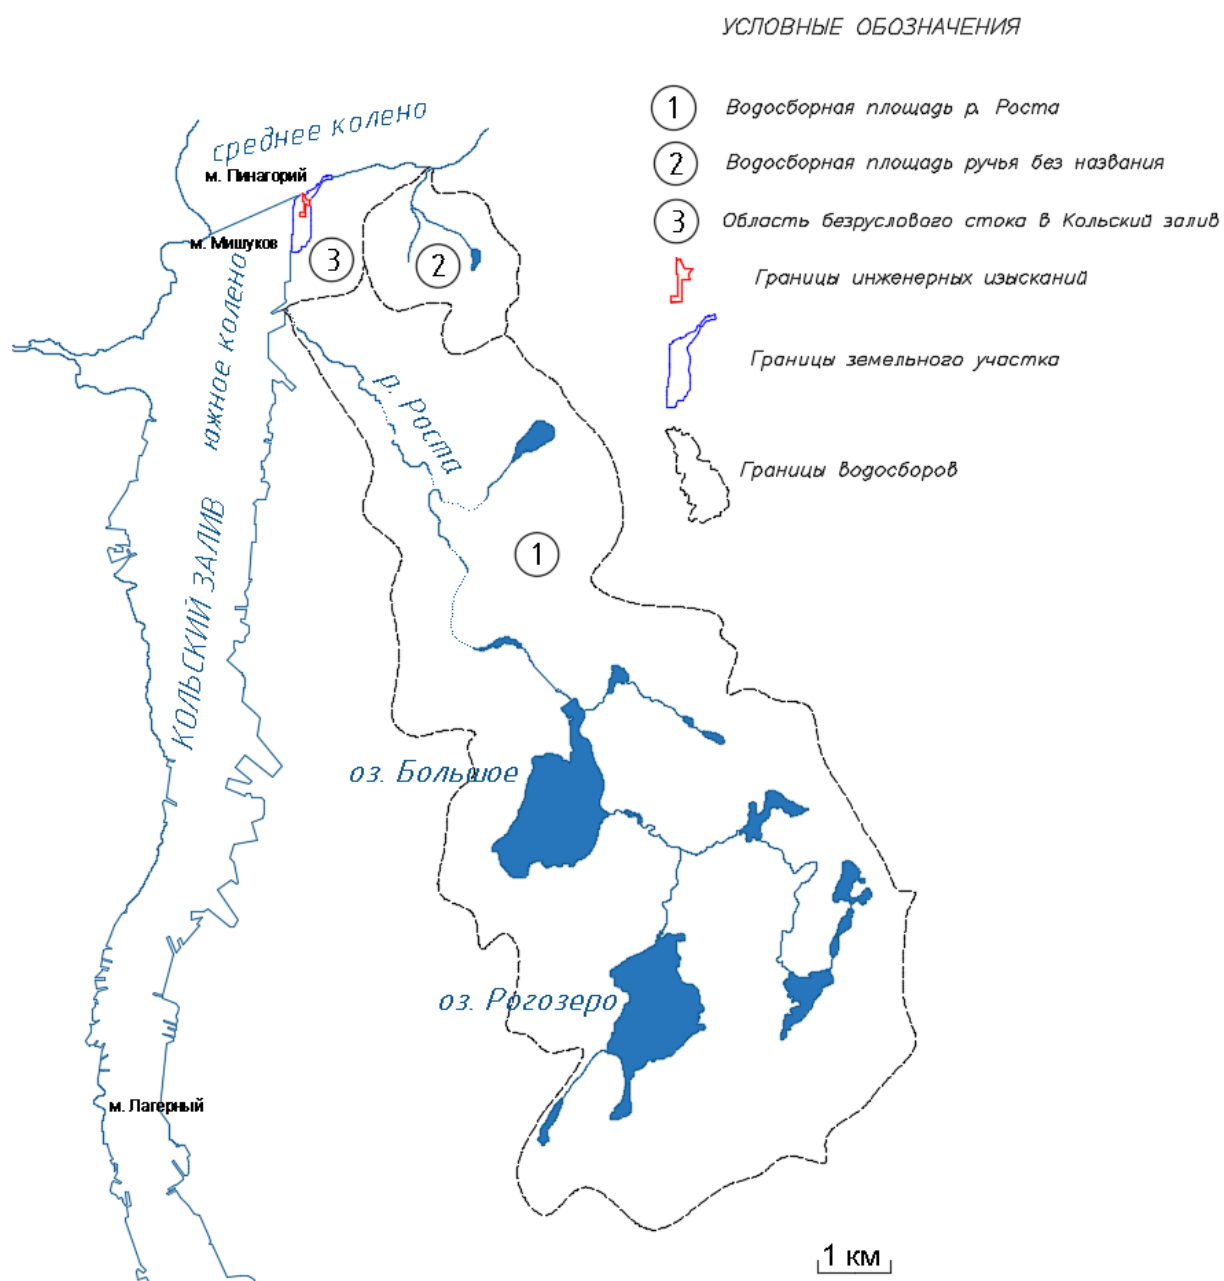 УСЛОВНЫЕ ОБОЗНАЧЕНИЯ
1 Водосборная площадь р. Роста
2 Водосборная площадь ручья без названия
3 Область безруслового стока в Кольский залив
Границы инженерных изысканий
Границы земельного участка
Границы водосборов
среднее колено
м. Пинагорий
м. Мишуков
3
2
южное колено
р. Роста
КОЛЬСКИЙ ЗАЛИВ
1
оз. Большое
оз. Рогозеро
м. Лагерный
1 км